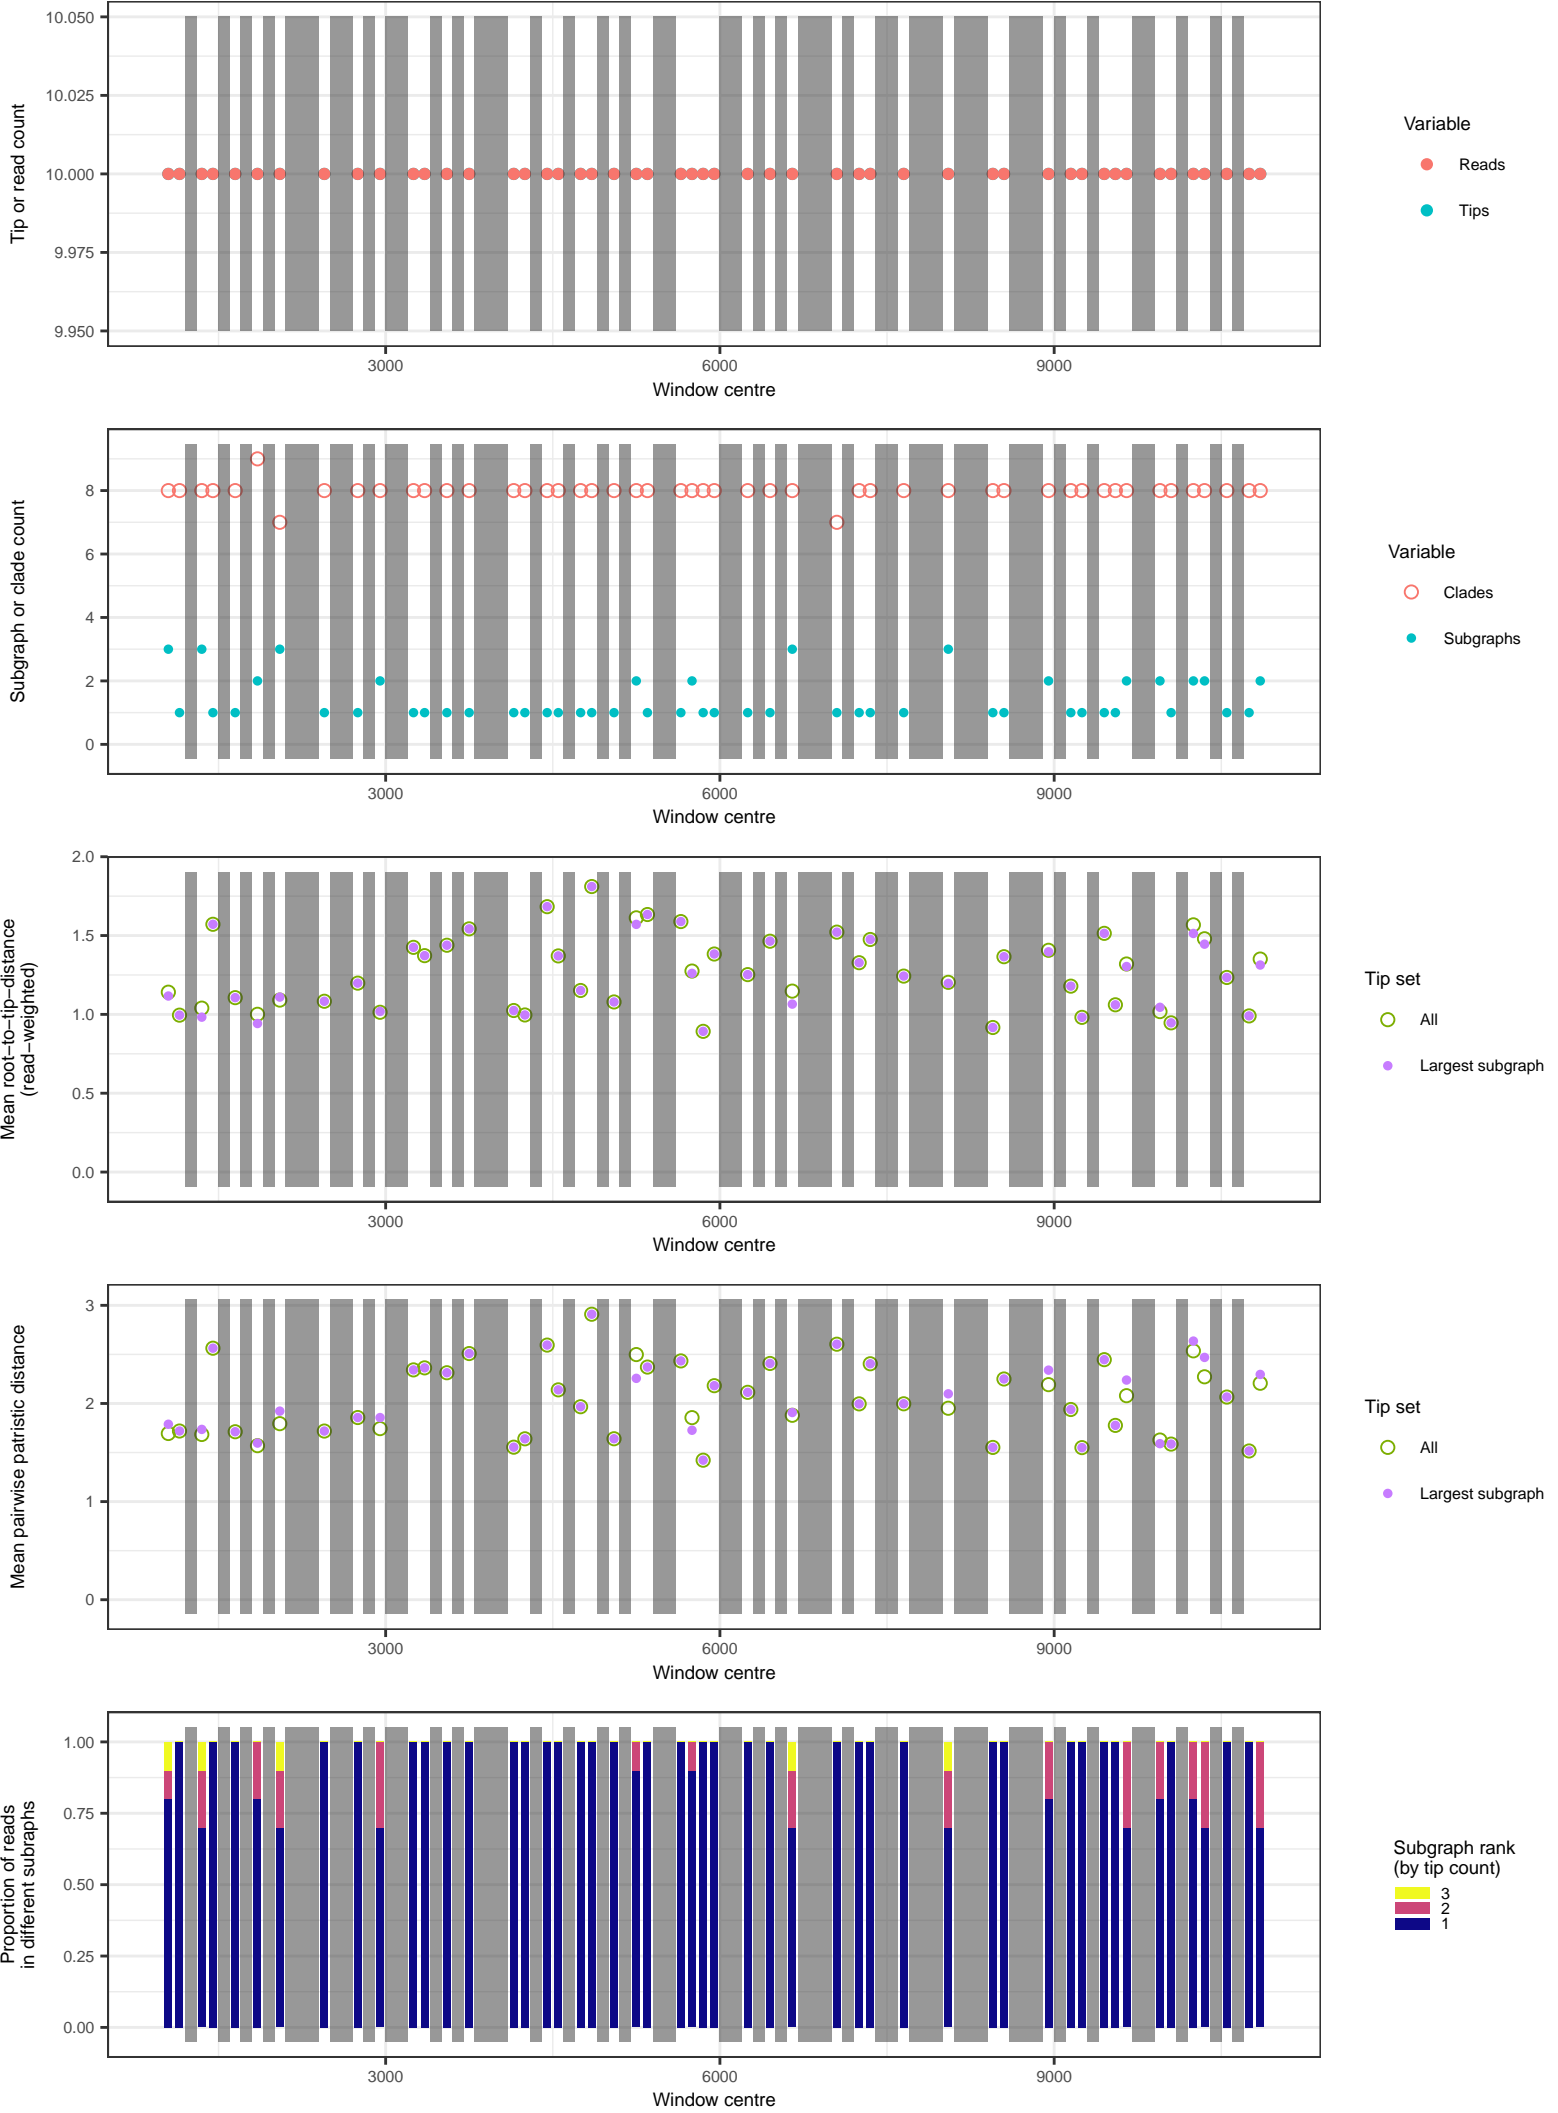 10.050
10.025
10.000
9.975
9.950
Tip or read count
3000
6000
9000
Window centre
Variable
Reads
Tips
8
6
4
2
0
Subgraph or clade count
3000
6000
9000
Window centre
Variable
Clades
Subgraphs
2.0
1.5
1.0
0.5
0.0
Mean root−to−tip−distance
(read−weighted)
3000
6000
9000
Window centre
Tip set
All
Largest subgraph
3
2
1
0
Mean pairwise patristic distance
3000
6000
9000
Window centre
Tip set
All
Largest subgraph
1.00
0.75
0.50
0.25
0.00
Proportion of reads
in different subraphs
3000
6000
9000
Window centre
Subgraph rank
(by tip count)
3
2
1